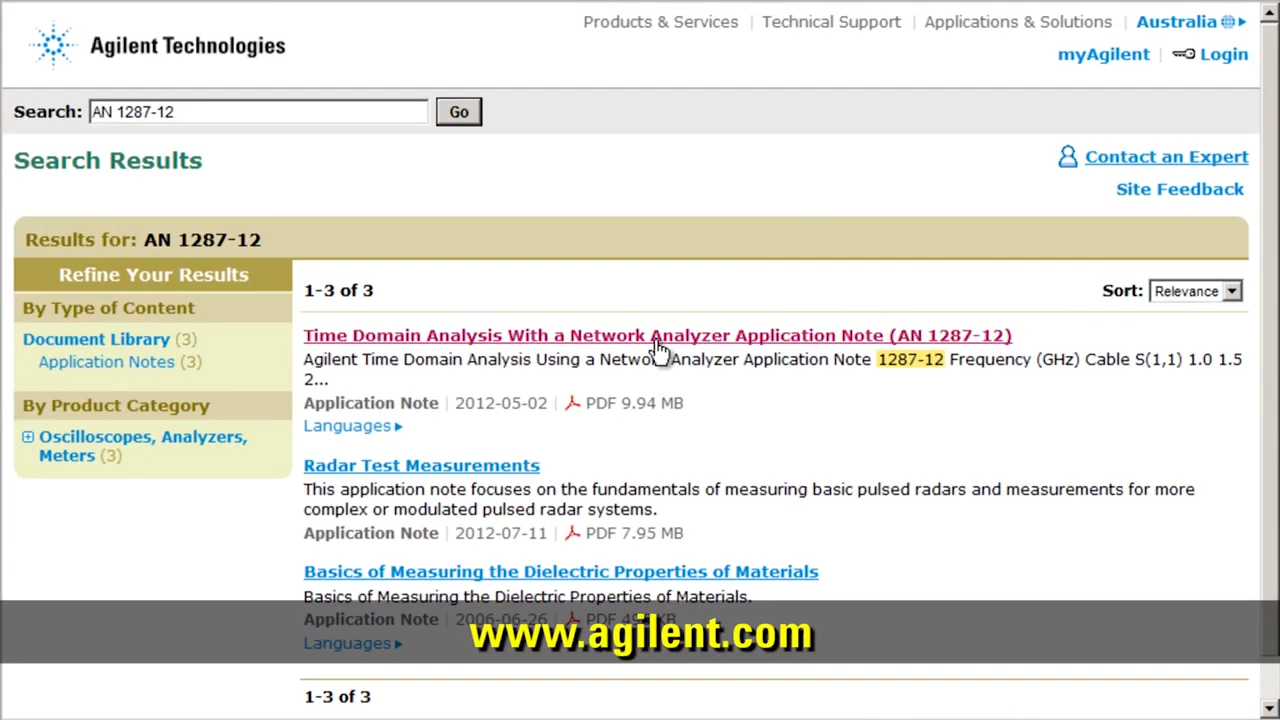 Products & Services | Technical Support | Applications & Solutions | Australia
Agilent Technologies
myAgilent | Login
Search: AN 1287-12 Go
Search Results
Contact an Expert
Site Feedback
Results for: AN 1287-12
Refine Your Results
By Type of Content
Document Library (3)
Application Notes (3)
By Product Category
Oscilloscopes, Analyzers,
Meters (3)
1-3 of 3
Sort: Relevance
Time Domain Analysis With a Network Analyzer Application Note (AN 1287-12)
Agilent Time Domain Analysis Using a Network Analyzer Application Note 1287-12 Frequency (GHz) Cable S(1,1) 1.0 1.5
2...
Application Note | 2012-05-02 | PDF 9.94 MB
Languages
Radar Test Measurements
This application note focuses on the fundamentals of measuring basic pulsed radars and measurements for more
complex or modulated pulsed radar systems.
Application Note | 2012-07-11 | PDF 7.95 MB
Basics of Measuring the Dielectric Properties of Materials
Basics of Measuring the Dielectric Properties of Materials.
Application Note | 2006-06-26 | PDF KB
www.agilent.com
Languages
1-3 of 3